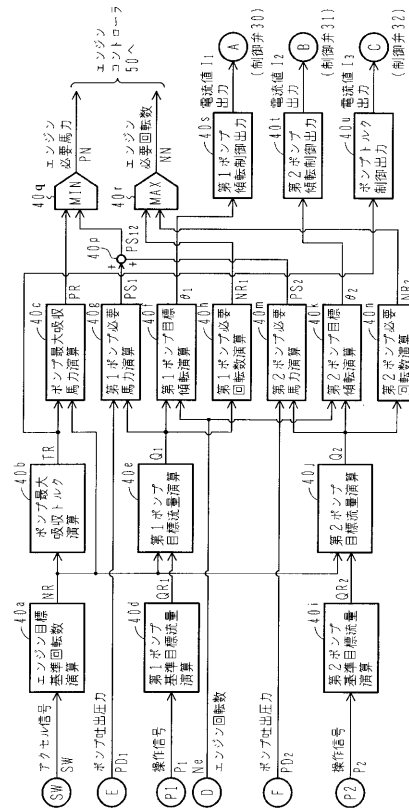 SW
アクセル信号
SW
40a
エンジン目標
基準回転数
演算
NR
40b
ポンプ最大
吸収トルク
演算
TR
40c
ポンプ最大吸収
馬力演算
PR
E
ポンプ吐出圧力
PD1
40g
第1ポンプ必要
馬力演算
PS1
P1
操作信号
P1
40d
第1ポンプ
基準目標流量
演算
QR1
40e
第1ポンプ
目標流量演算
Q1
40f
第1ポンプ目標
傾転演算
θ1
D
Ne
エンジン回転数
40h
第1ポンプ必要
回転数演算
NR1
F
ポンプ吐出圧力
PD2
40m
第2ポンプ必要
馬力演算
PS2
P2
操作信号
P2
40i
第2ポンプ
基準目標流量
演算
QR2
40j
第2ポンプ
目標流量演算
Q2
40k
第2ポンプ目標
傾転演算
θ2
40n
第2ポンプ必要
回転数演算
NR2
40p
+
+
PS12
40q
MIN
エンジン
必要馬力
PN
40r
MAX
エンジン
必要回転数
NN
エンジン
コントローラ
50へ
40s
第1ポンプ
傾転制御出力
電流値 I1
出力
A
(制御弁30)
40t
第2ポンプ
傾転制御出力
電流値 I2
出力
B
(制御弁31)
40u
ポンプトルク
制御出力
電流値 I3
出力
C
(制御弁32)